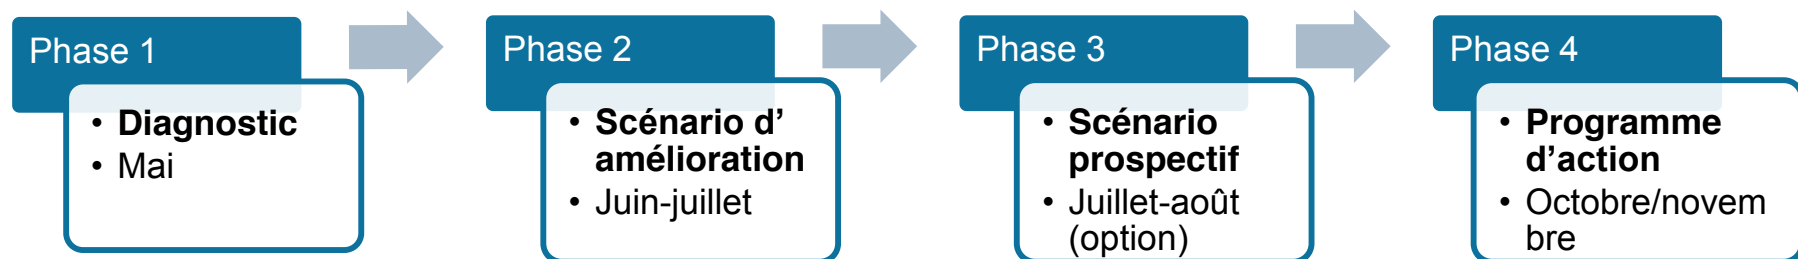 Phase 1
• Diagnostic
• Mai
Phase 2
• Scénario d’
amélioration
• Juin-juillet
Phase 3
• Scénario
prospectif
• Juillet-août
(option)
Phase 4
• Programme
d’action
• Octobre/novem
bre